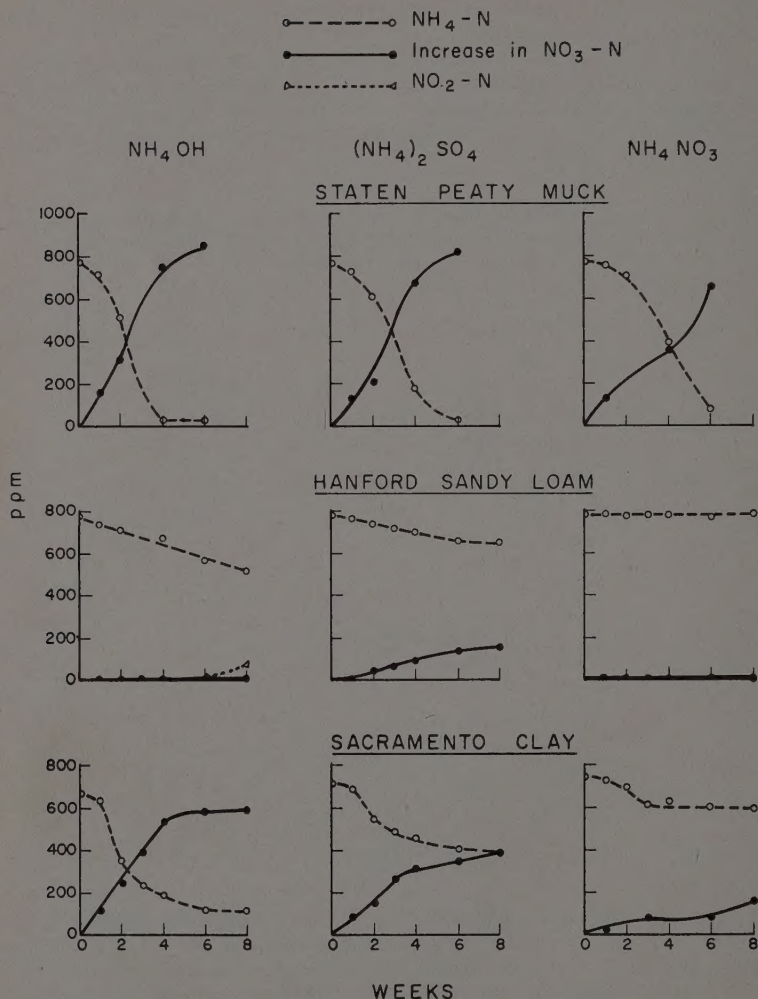 NH₄-N
Increase in NO₃-N
NO₂-N
NH₄OH (NH₄)₂SO₄ NH₄NO₃
STATEN PEATY MUCK
1000
800
600
400
200
0
HANFORD SANDY LOAM
800
600
400
200
0
ppm
SACRAMENTO CLAY
800
600
400
200
0
0 2 4 6 8 0 2 4 6 8 0 2 4 6 8
WEEKS